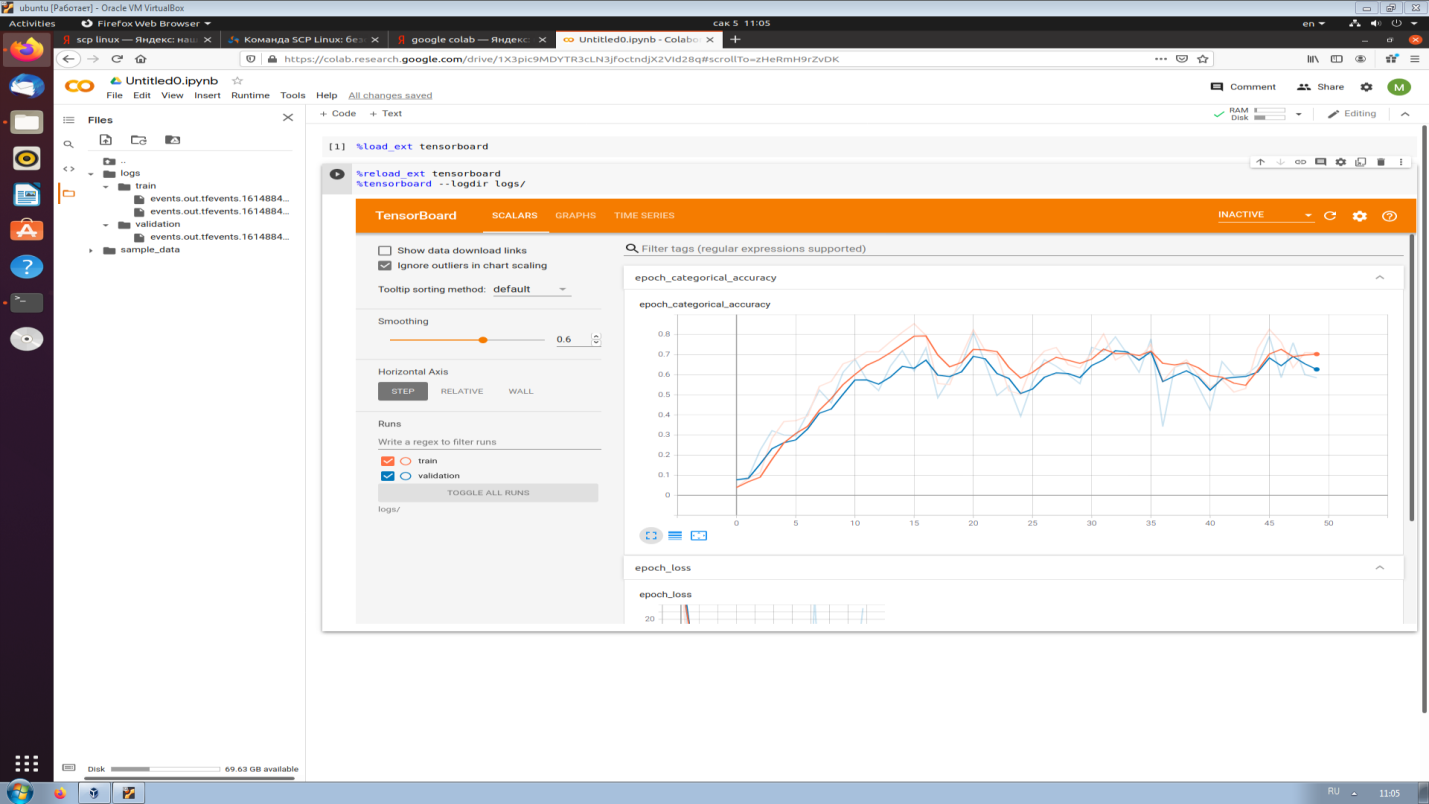 ubuntu [Работает] - Oracle VM VirtualBox
Activities Firefox Web Browser сак 5 11:05 en
scp linux — Яндекс: наш Команда SCP Linux: без google colab — Яндекс: Untitled0.ipynb - Colabo
https://colab.research.google.com/drive/1X3pic9MDYTR3cLN3jfoctndjX2VId28q#scrollTo=zHeRmH9rZvDK
CO Untitled0.ipynb Comment Share M
File Edit View Insert Runtime Tools Help All changes saved
Files + Code + Text RAM Disk Editing
..
logs
train
events.out.tfevents.1614884...
events.out.tfevents.1614884...
validation
events.out.tfevents.1614884...
sample_data
Disk 69.63 GB available
[1] %load_ext tensorboard
%reload_ext tensorboard
%tensorboard --logdir logs/
TensorBoard SCALARS GRAPHS TIME SERIES INACTIVE
Show data download links
Ignore outliers in chart scaling
Tooltip sorting method: default
Smoothing
0.6
Horizontal Axis
STEP RELATIVE WALL
Runs
Write a regex to filter runs
train
validation
TOGGLE ALL RUNS
logs/
Filter tags (regular expressions supported)
epoch_categorical_accuracy
epoch_categorical_accuracy
0.8
0.7
0.6
0.5
0.4
0.3
0.2
0.1
0
0 5 10 15 20 25 30 35 40 45 50
epoch_loss
epoch_loss
20
RU 11:05